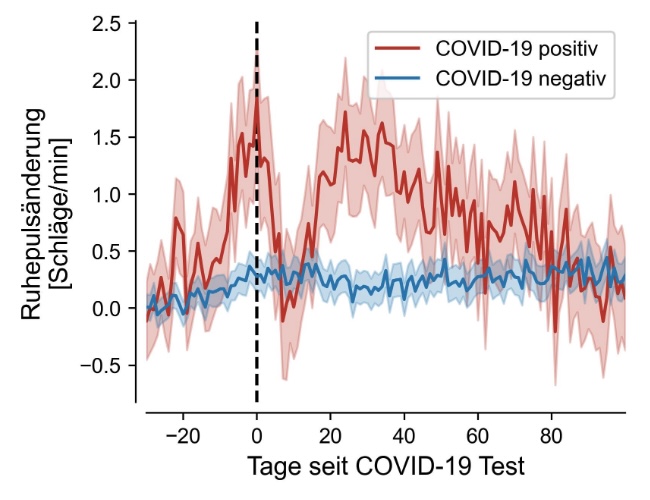 2.5
2.0
1.5
1.0
0.5
0.0
−0.5
Ruhepulsänderung
[Schläge/min]
COVID-19 positiv
COVID-19 negativ
−20 0 20 40 60 80
Tage seit COVID-19 Test